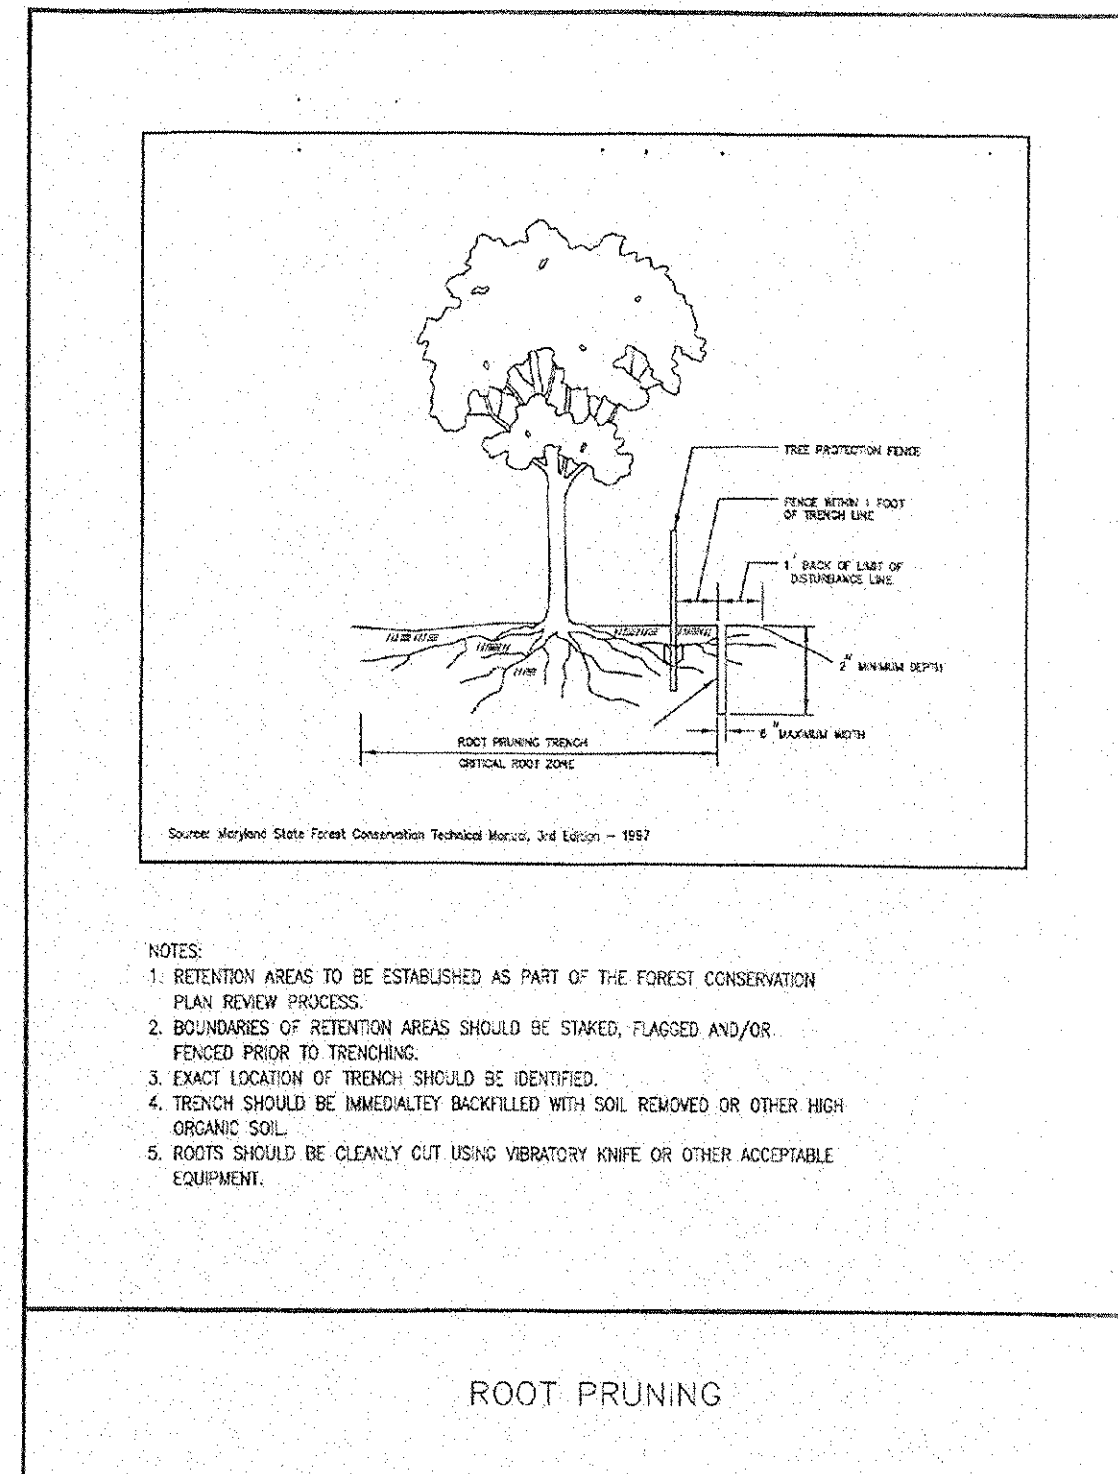 TREE PROTECTION FENCE
FENCE WITHIN 1 FOOT
OF TRENCH LINE
1' BACK OF LIMIT OF
DISTURBANCE LINE
2" MINIMUM DEPTH
6 "MAXIMUM WIDTH
ROOT PRUNING TRENCH
CRITICAL ROOT ZONE
Source: Maryland State Forest Conservation Technical Manual, 3rd Edition – 1997
NOTES:
1. RETENTION AREAS TO BE ESTABLISHED AS PART OF THE FOREST CONSERVATION
PLAN REVIEW PROCESS.
2. BOUNDARIES OF RETENTION AREAS SHOULD BE STAKED, FLAGGED AND/OR
FENCED PRIOR TO TRENCHING.
3. EXACT LOCATION OF TRENCH SHOULD BE IDENTIFIED.
4. TRENCH SHOULD BE IMMEDIALTEY BACKFILLED WITH SOIL REMOVED OR OTHER HIGH
ORGANIC SOIL.
5. ROOTS SHOULD BE CLEANLY CUT USING VIBRATORY KNIFE OR OTHER ACCEPTABLE
EQUIPMENT.
ROOT PRUNING